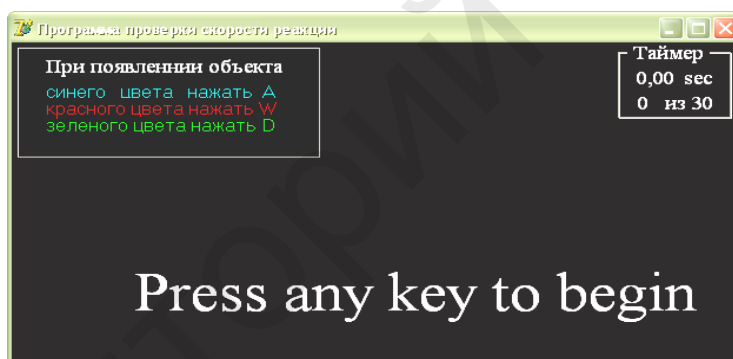 Программа проверки скорости реакции
При появленнии объекта
синего цвета нажать A
красного цвета нажать W
зеленого цвета нажать D
Таймер
0,00 sec
0 из 30
Press any key to begin